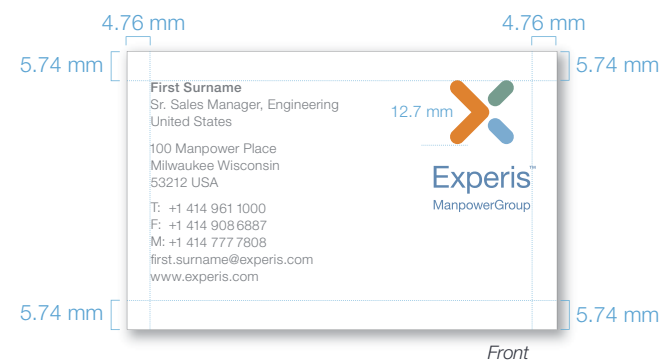 4.76 mm
4.76 mm
5.74 mm
5.74 mm
First Surname
Sr. Sales Manager, Engineering
United States
100 Manpower Place
Milwaukee Wisconsin
53212 USA
T: +1 414 961 1000
F: +1 414 908 6887
M: +1 414 777 7808
first.surname@experis.com
www.experis.com
12.7 mm
Experis™
ManpowerGroup
5.74 mm
5.74 mm
Front